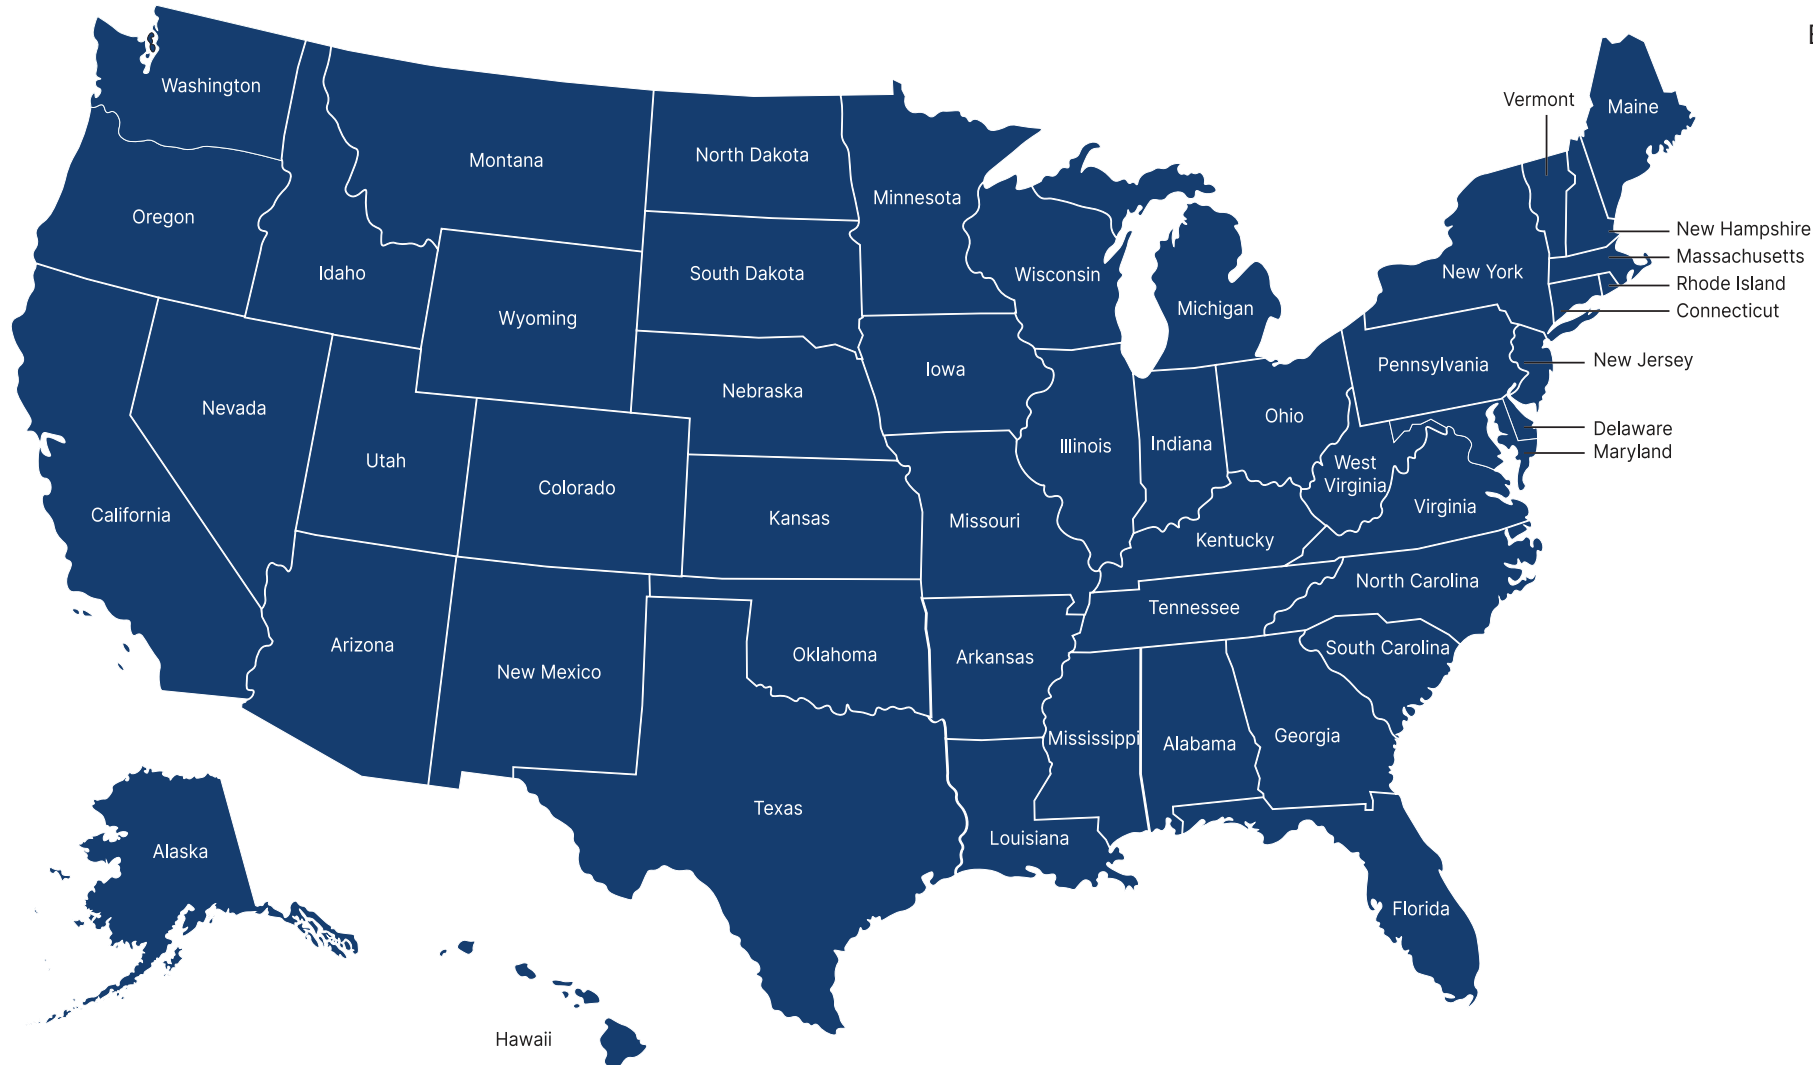 Washington
Vermont
Maine
Montana
North Dakota
Minnesota
Oregon
New Hampshire
Massachusetts
Rhode Island
Connecticut
Idaho
South Dakota
Wisconsin
New York
Wyoming
Michigan
Iowa
Pennsylvania
New Jersey
Nebraska
Nevada
Ohio
Delaware
Maryland
Utah
Illinois
Indiana
West
Virginia
Colorado
California
Kansas
Missouri
Virginia
Kentucky
North Carolina
Tennessee
Arizona
New Mexico
Oklahoma
Arkansas
South Carolina
Mississippi
Alabama
Georgia
Texas
Louisiana
Alaska
Florida
Hawaii